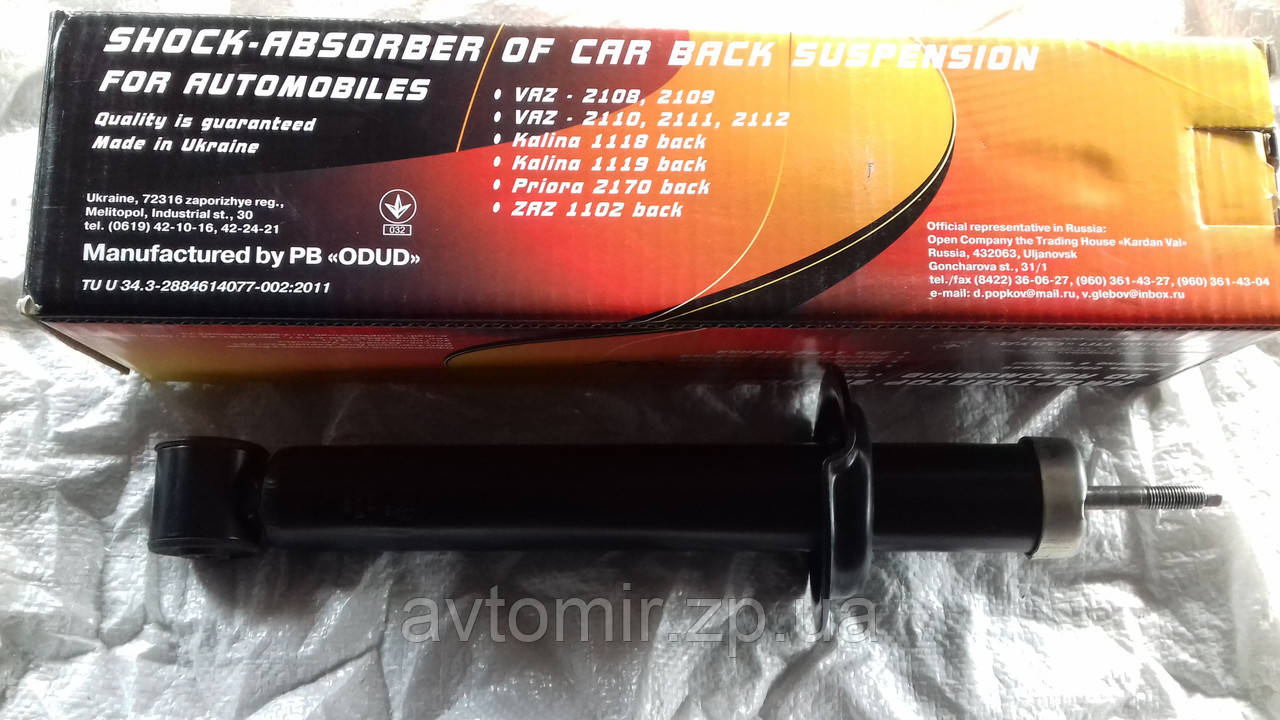 SHOCK-ABSORBER OF CAR BACK SUSPENSION
FOR AUTOMOBILES
Quality is guaranteed
Made in Ukraine
• VAZ - 2108, 2109
• VAZ - 2110, 2111, 2112
• Kalina 1118 back
• Kalina 1119 back
• Priora 2170 back
• ZAZ 1102 back
Ukraine, 72316 zaporizhye reg.,
Melitopol, Industrial st., 30
tel. (0619) 42-10-16, 42-24-21
032
Manufactured by PB «ODUD»
TU U 34.3-2884614077-002:2011
Official representative in Russia:
Open Company the Trading House «Kardan Val»
Russia, 432063, Uljanovsk
Goncharova st., 31/1
tel./fax (8422) 36-06-27, (960) 361-43-27, (960) 361-43-04
e-mail: d.popkov@mail.ru, v.glebov@inbox.ru
avtomir.zp.ua